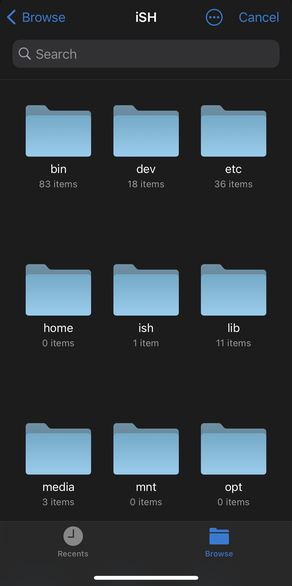 Browse iSH Cancel
Search
bin dev etc
83 items 18 items 36 items
home ish lib
0 items 1 item 11 items
media mnt opt
3 items 0 items 0 items
Recents Browse